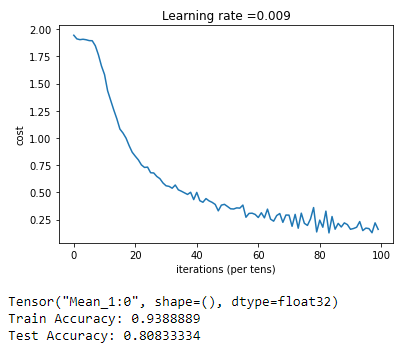 Learning rate =0.009
2.00
1.75
1.50
1.25
1.00
0.75
0.50
0.25
cost
0 20 40 60 80 100
iterations (per tens)
Tensor("Mean_1:0", shape=(), dtype=float32)
Train Accuracy: 0.9388889
Test Accuracy: 0.80833334